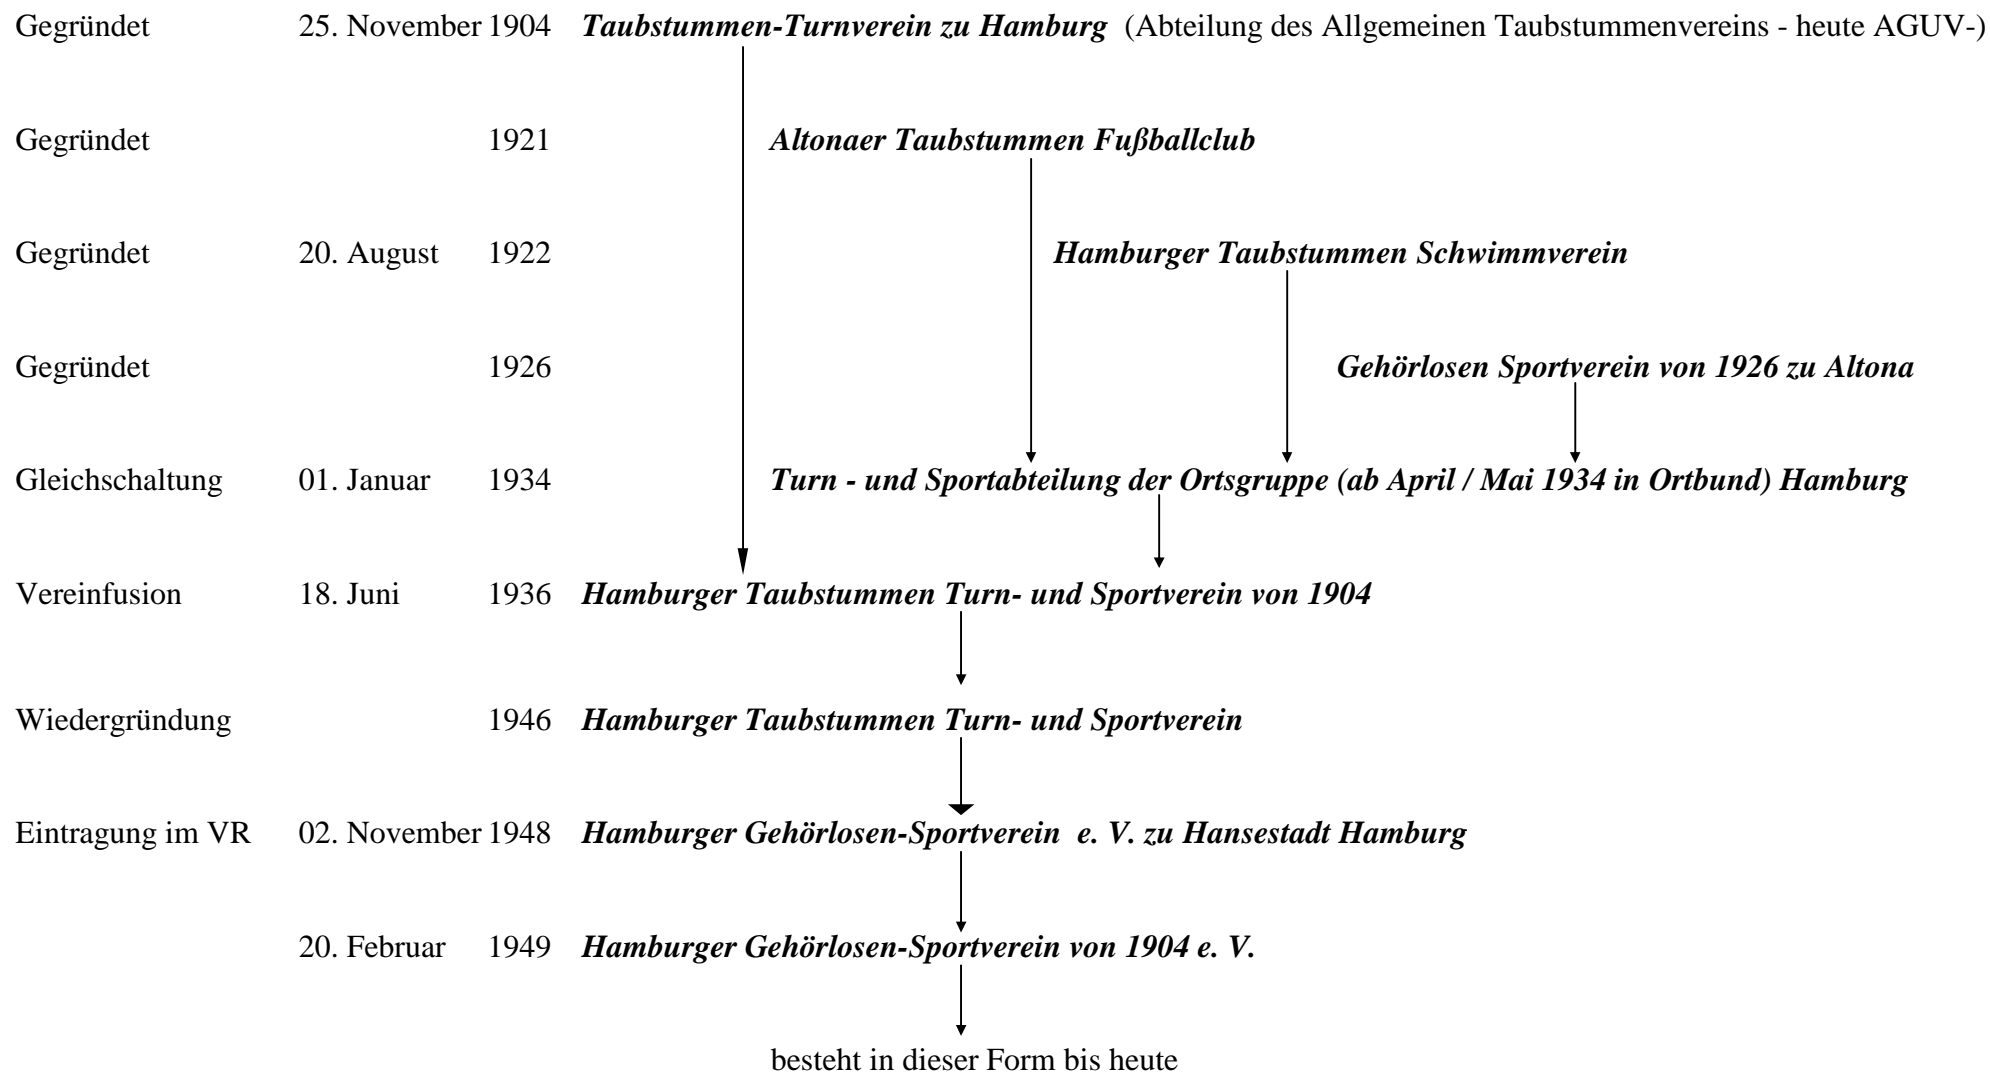 Gegründet 25. November 1904 Taubstummen-Turnverein zu Hamburg (Abteilung des Allgemeinen Taubstummenvereins - heute AGUV-)
Gegründet 1921 Altonaer Taubstummen Fußballclub
Gegründet 20. August 1922 Hamburger Taubstummen Schwimmverein
Gegründet 1926 Gehörlosen Sportverein von 1926 zu Altona
Gleichschaltung 01. Januar 1934 Turn - und Sportabteilung der Ortsgruppe (ab April / Mai 1934 in Ortbund) Hamburg
Vereinfusion 18. Juni 1936 Hamburger Taubstummen Turn- und Sportverein von 1904
Wiedergründung 1946 Hamburger Taubstummen Turn- und Sportverein
Eintragung im VR 02. November 1948 Hamburger Gehörlosen-Sportverein e. V. zu Hansestadt Hamburg
20. Februar 1949 Hamburger Gehörlosen-Sportverein von 1904 e. V.
besteht in dieser Form bis heute